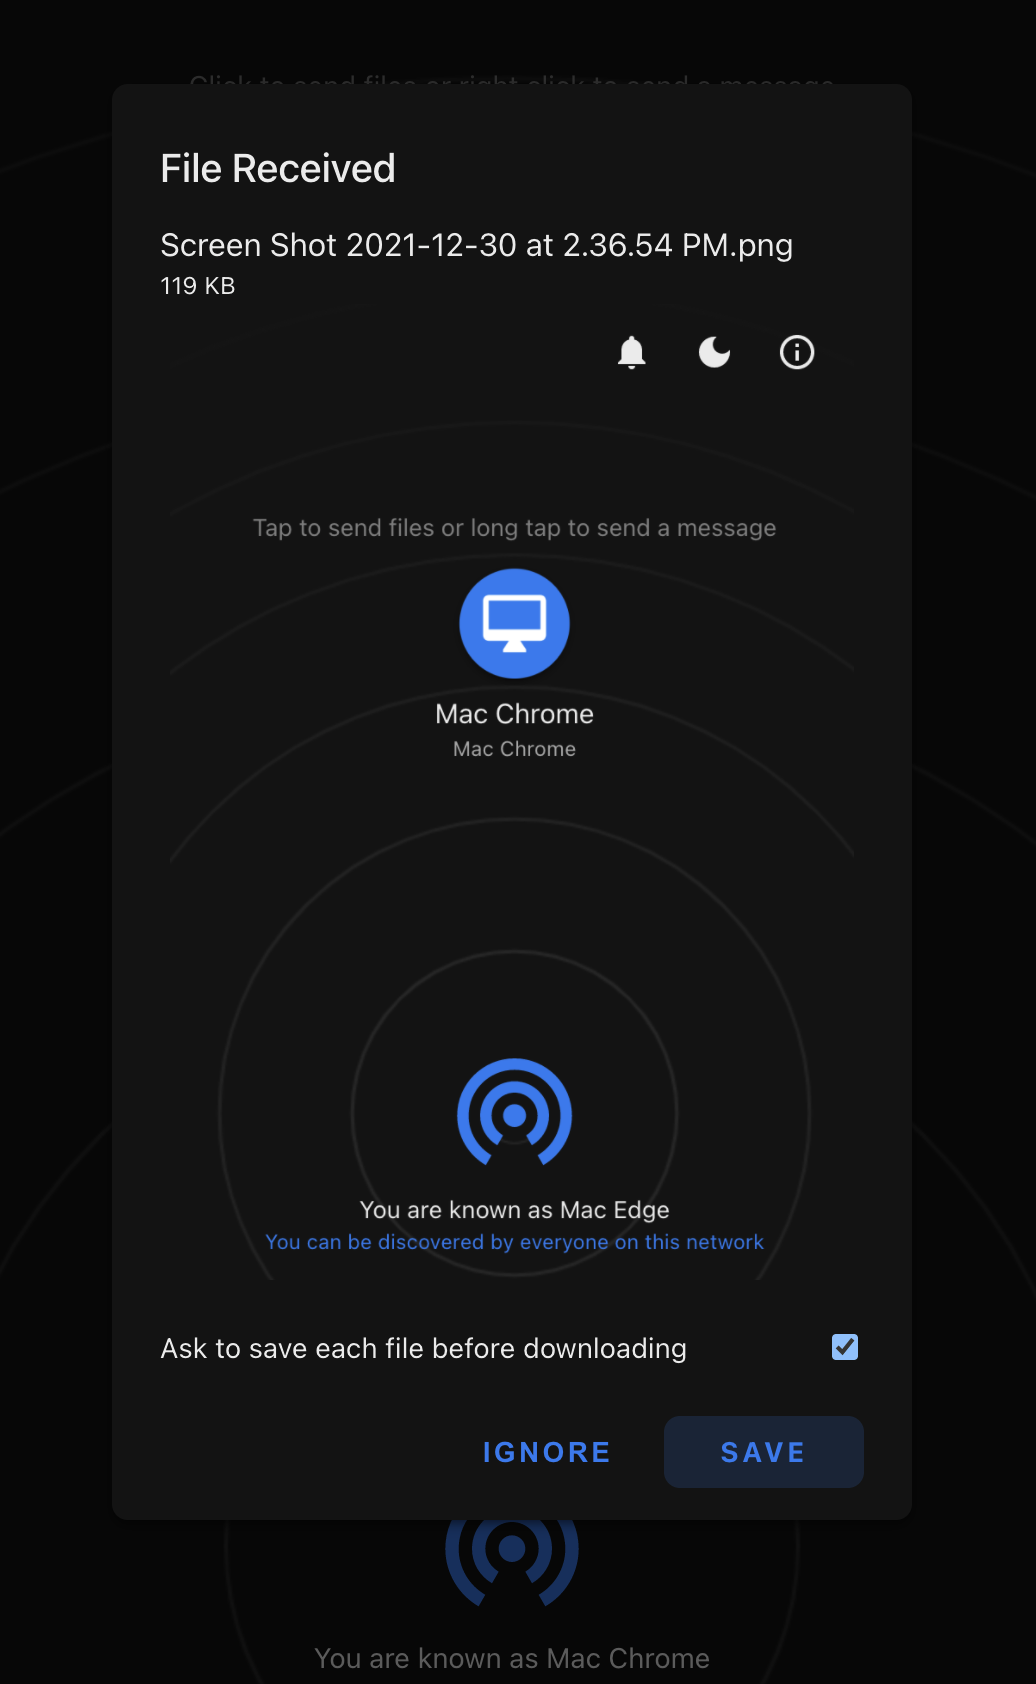 Click to send files or right click to send a message
File Received
Screen Shot 2021-12-30 at 2.36.54 PM.png
119 KB
Tap to send files or long tap to send a message
Mac Chrome
Mac Chrome
You are known as Mac Edge
You can be discovered by everyone on this network
Ask to save each file before downloading
IGNORE
SAVE
You are known as Mac Chrome